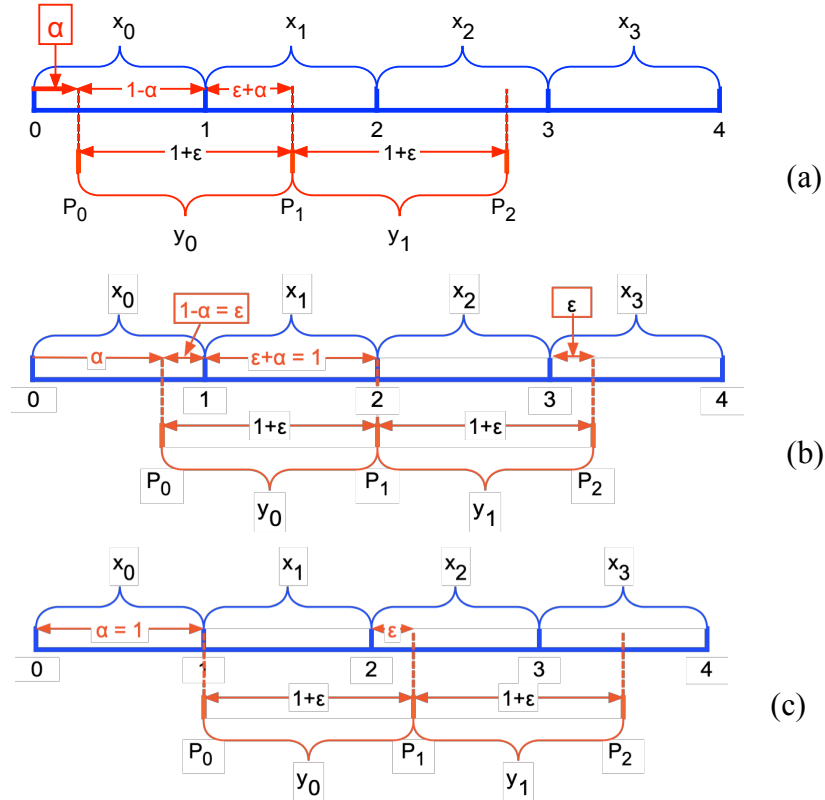 α x₀ x₁ x₂ x₃
1-α ε+α
0 1 2 3 4
1+ε 1+ε
(a)
P₀ P₁ P₂
y₀ y₁
x₀ 1-α = ε x₁ x₂ ε x₃
α ε+α = 1
0 1 2 3 4
1+ε 1+ε
(b)
P₀ P₁ P₂
y₀ y₁
x₀ x₁ x₂ x₃
α = 1 ε
0 1 2 3 4
1+ε 1+ε
(c)
P₀ P₁ P₂
y₀ y₁